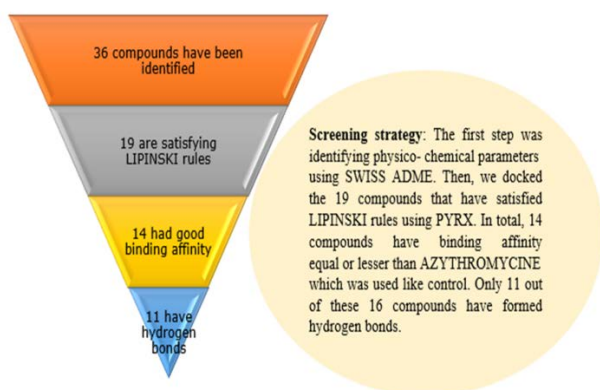 36 compounds have been
identified
19 are satisfying
LIPINSKI rules
14 had good
binding affinity
11 have
hydrogen
bonds
Screening strategy: The first step was
identifying physico- chemical parameters
using SWISS ADME. Then, we docked
the 19 compounds that have satisfied
LIPINSKI rules using PYRX. In total, 14
compounds have binding affinity
equal or lesser than AZYTHROMYCINE
which was used like control. Only 11 out
of these 16 compounds have formed
hydrogen bonds.